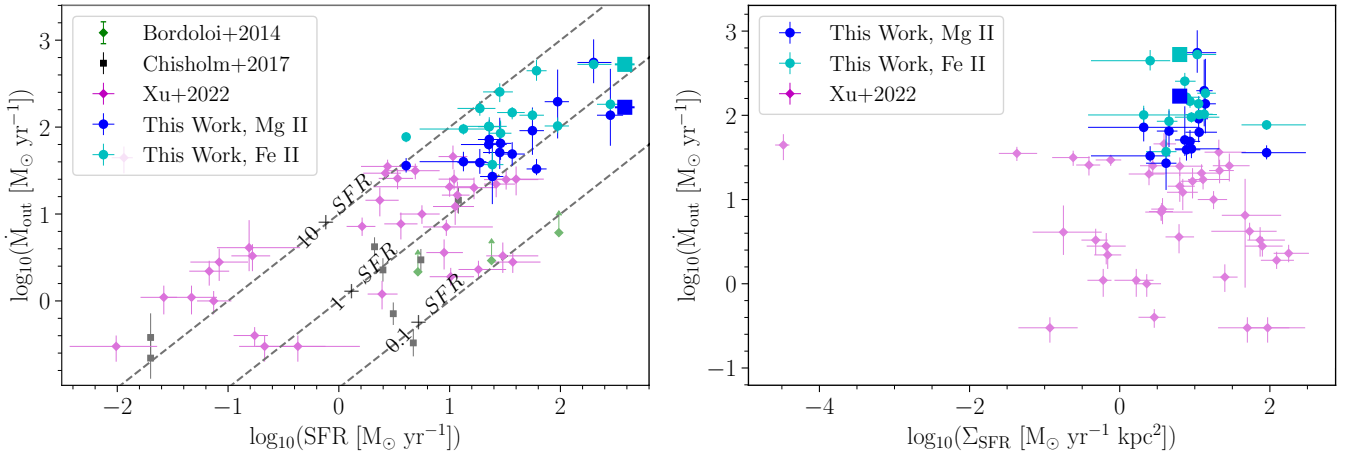 Bordoloi+2014
Chisholm+2017
Xu+2022
This Work, Mg II
This Work, Fe II
10 × SFR
1 × SFR
0.1 × SFR
3
2
1
0
−2
−1
0
1
2
log₁₀(Ṁout [M⊙ yr⁻¹])
log₁₀(SFR [M⊙ yr⁻¹])
This Work, Mg II
This Work, Fe II
Xu+2022
3
2
1
0
−1
−4
−2
0
2
log₁₀(Ṁout [M⊙ yr⁻¹])
log₁₀(ΣSFR [M⊙ yr⁻¹ kpc²])